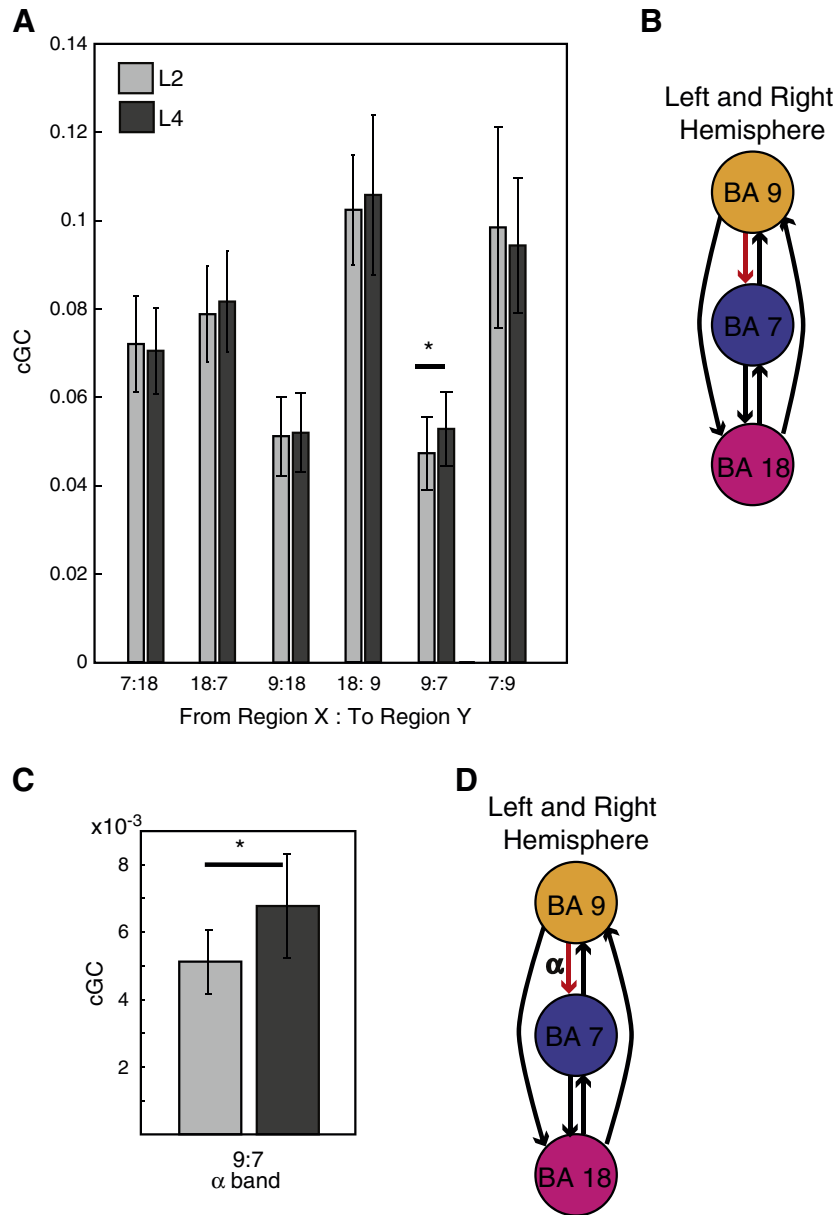 A
0.14
0.12
0.1
0.08
0.06
0.04
0.02
0
cGC
L2
L4
*
7:18 18:7 9:18 18: 9 9:7 7:9
From Region X : To Region Y
B
Left and Right
Hemisphere
BA 9
BA 7
BA 18
C
x10-3
8
6
4
2
cGC
*
9:7
α band
D
Left and Right
Hemisphere
BA 9
α
BA 7
BA 18